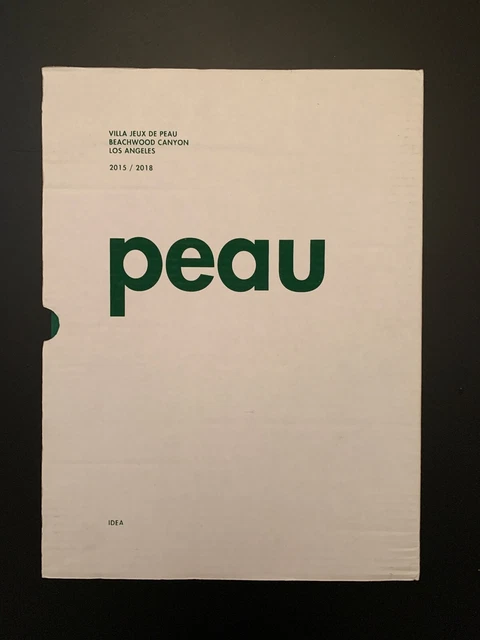 VILLA JEUX DE PEAU
BEACHWOOD CANYON
LOS ANGELES
2015 / 2018
peau
IDEA